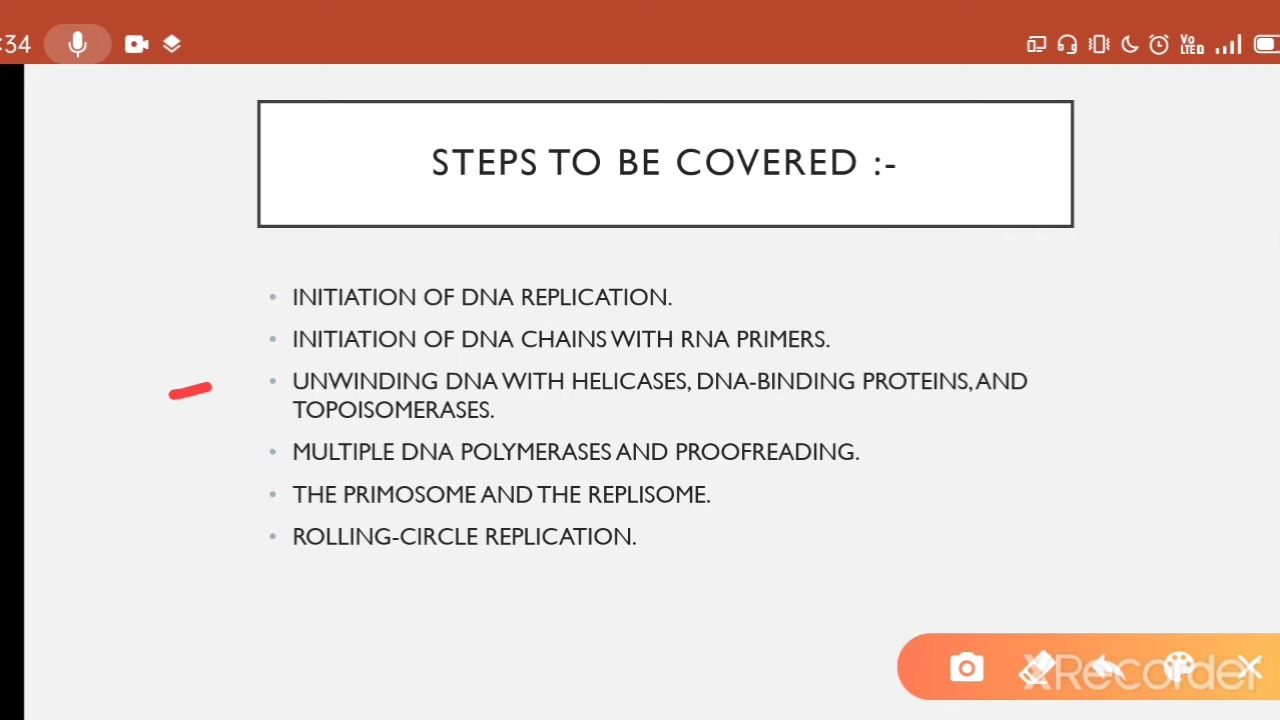 :34
Vo
LTE D
STEPS TO BE COVERED :-
• INITIATION OF DNA REPLICATION.
• INITIATION OF DNA CHAINS WITH RNA PRIMERS.
• UNWINDING DNA WITH HELICASES, DNA-BINDING PROTEINS, AND
TOPOISOMERASES.
• MULTIPLE DNA POLYMERASES AND PROOFREADING.
• THE PRIMOSOME AND THE REPLISOME.
• ROLLING-CIRCLE REPLICATION.
XRecorder